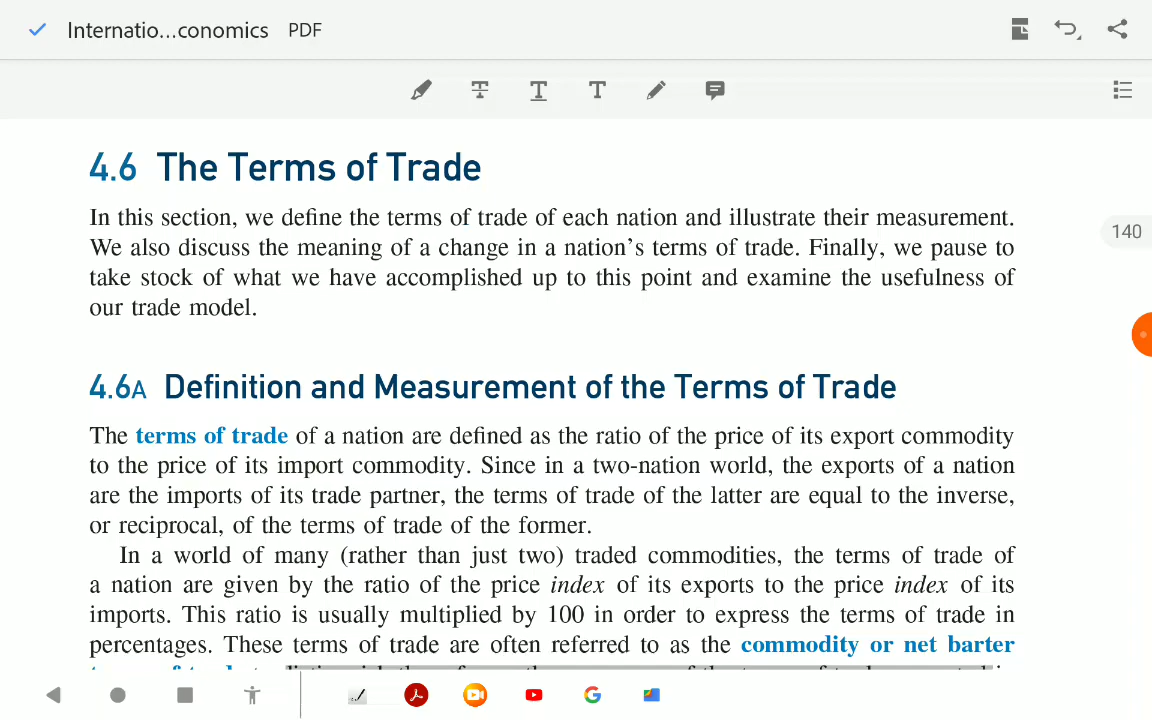 Internatio...conomics PDF
4.6 The Terms of Trade
In this section, we define the terms of trade of each nation and illustrate their measurement.
We also discuss the meaning of a change in a nation's terms of trade. Finally, we pause to
take stock of what we have accomplished up to this point and examine the usefulness of
our trade model.
140
4.6A Definition and Measurement of the Terms of Trade
The terms of trade of a nation are defined as the ratio of the price of its export commodity
to the price of its import commodity. Since in a two-nation world, the exports of a nation
are the imports of its trade partner, the terms of trade of the latter are equal to the inverse,
or reciprocal, of the terms of trade of the former.
In a world of many (rather than just two) traded commodities, the terms of trade of
a nation are given by the ratio of the price index of its exports to the price index of its
imports. This ratio is usually multiplied by 100 in order to express the terms of trade in
percentages. These terms of trade are often referred to as the commodity or net barter